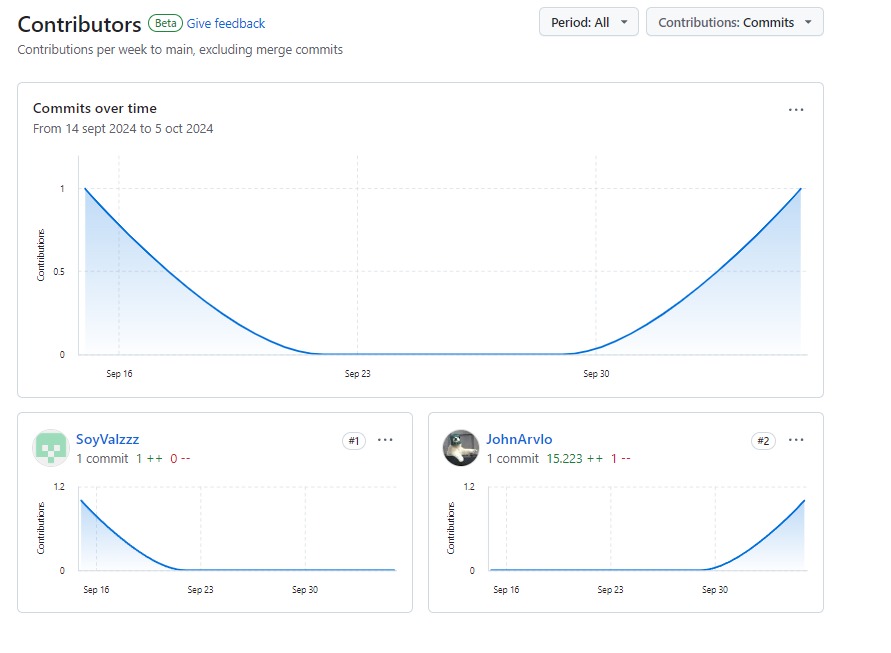 Contributors Beta Give feedback
Period: All
Contributions: Commits
Contributions per week to main, excluding merge commits
Commits over time
From 14 sept 2024 to 5 oct 2024
Contributions
1
0.5
0
Sep 16 Sep 23 Sep 30
SoyValzzz #1
1 commit 1 ++ 0 --
Contributions
1.2
0
Sep 16 Sep 23 Sep 30
JohnArvlo #2
1 commit 15.223 ++ 1 --
Contributions
1.2
0
Sep 16 Sep 23 Sep 30